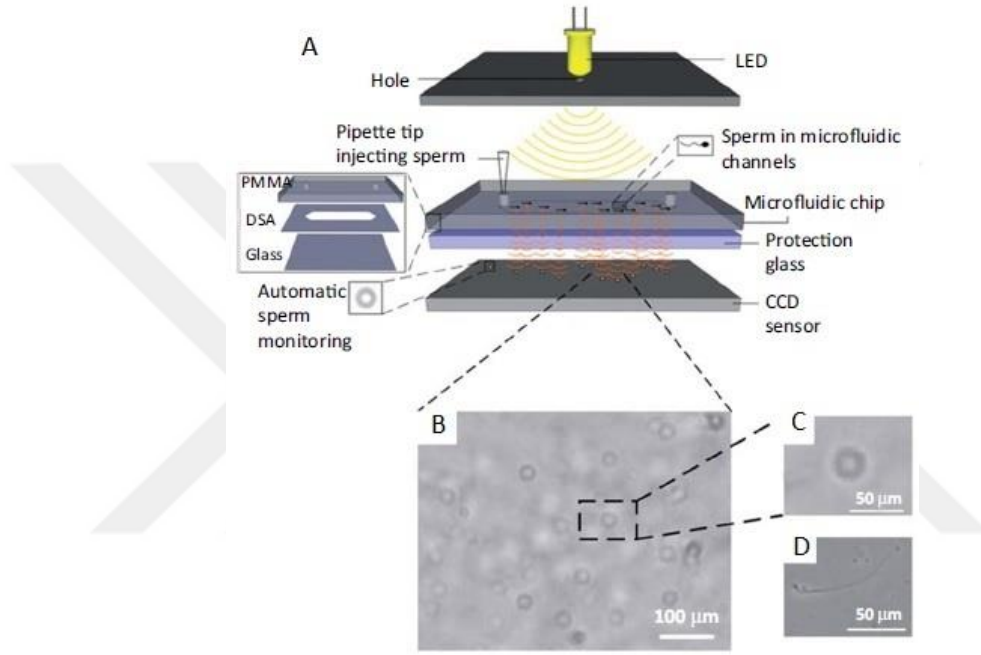 A
LED
Hole
Pipette tip
injecting sperm
Sperm in microfluidic
channels
PMMA
DSA
Glass
Microfluidic chip
Protection
glass
Automatic
sperm
monitoring
CCD
sensor
B
100 µm
C
50 µm
D
50 µm